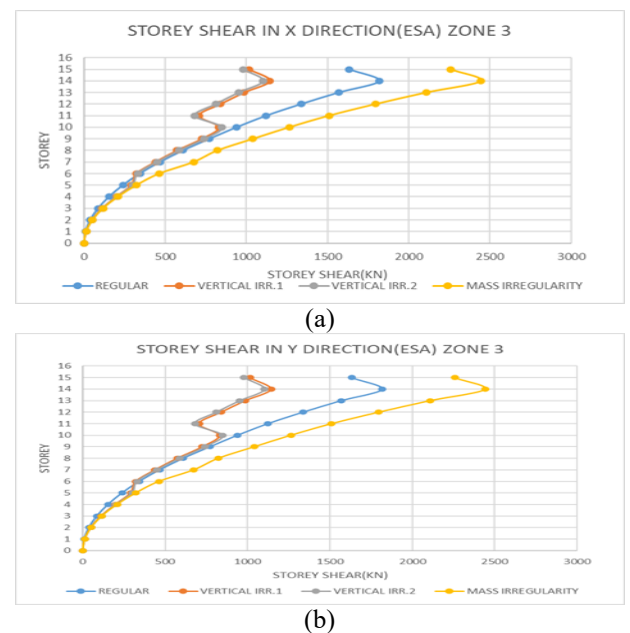 STOREY SHEAR IN X DIRECTION(ESA) ZONE 3
16
15
14
13
12
11
10
9
8
7
6
5
4
3
2
1
0
STOREY
0 500 1000 1500 2000 2500 3000
STOREY SHEAR(KN)
REGULAR VERTICAL IRR.1 VERTICAL IRR.2 MASS IRREGULARITY
(a)
STOREY SHEAR IN Y DIRECTION(ESA) ZONE 3
16
15
14
13
12
11
10
9
8
7
6
5
4
3
2
1
0
STOREY
0 500 1000 1500 2000 2500 3000
STOREY SHEAR(KN)
REGULAR VERTICAL IRR.1 VERTICAL IRR.2 MASS IRREGULARITY
(b)